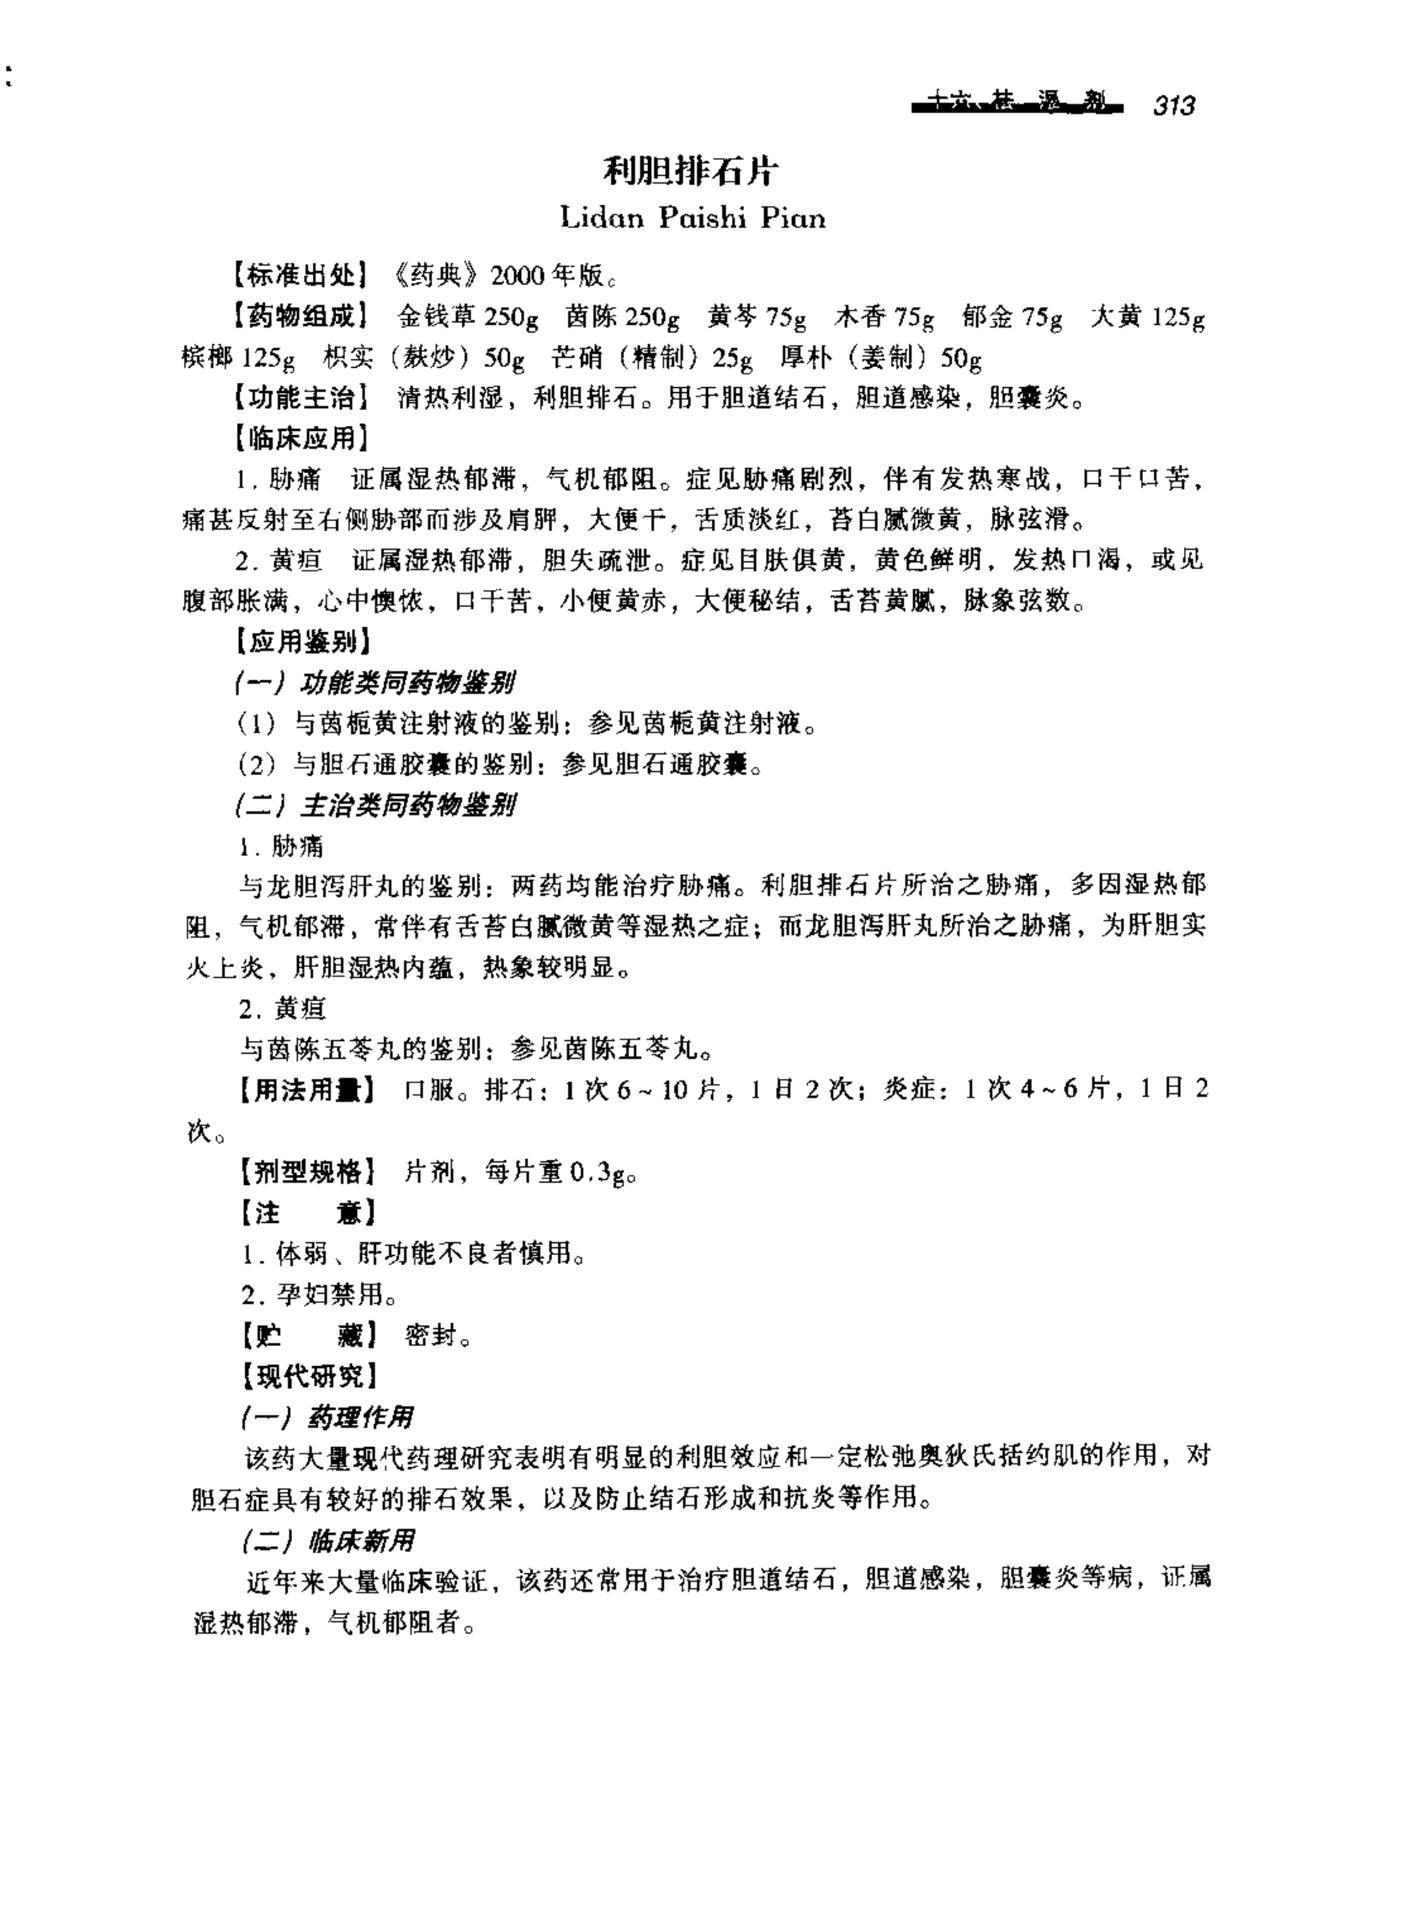 十六、祛湿剂 313
利胆排石片
Lidan Paishi Pian
【标准出处】《药典》2000年版。
【药物组成】 金钱草250g 茵陈250g 黄芩75g 木香75g 郁金75g 大黄125g
槟榔125g 枳实（麸炒）50g 芒硝（精制）25g 厚朴（姜制）50g
【功能主治】 清热利湿，利胆排石。用于胆道结石，胆道感染，胆囊炎。
【临床应用】
1. 胁痛 证属湿热郁滞，气机郁阻。症见胁痛剧烈，伴有发热寒战，口干口苦，
痛甚反射至右侧胁部而涉及肩胛，大便干，舌质淡红，苔白腻微黄，脉弦滑。
2. 黄疸 证属湿热郁滞，胆失疏泄。症见目肤俱黄，黄色鲜明，发热口渴，或见
腹部胀满，心中懊憹，口干苦，小便黄赤，大便秘结，舌苔黄腻，脉象弦数。
【应用鉴别】
（一）功能类同药物鉴别
（1）与茵栀黄注射液的鉴别：参见茵栀黄注射液。
（2）与胆石通胶囊的鉴别：参见胆石通胶囊。
（二）主治类同药物鉴别
1. 胁痛
与龙胆泻肝丸的鉴别：两药均能治疗胁痛。利胆排石片所治之胁痛，多因湿热郁
阻，气机郁滞，常伴有舌苔白腻微黄等湿热之症；而龙胆泻肝丸所治之胁痛，为肝胆实
火上炎，肝胆湿热内蕴，热象较明显。
2. 黄疸
与茵陈五苓丸的鉴别：参见茵陈五苓丸。
【用法用量】 口服。排石：1次6~10片，1日2次；炎症：1次4~6片，1日2
次。
【剂型规格】 片剂，每片重0.3g。
【注 意】
1. 体弱、肝功能不良者慎用。
2. 孕妇禁用。
【贮 藏】 密封。
【现代研究】
（一）药理作用
该药大量现代药理研究表明有明显的利胆效应和一定松弛奥狄氏括约肌的作用，对
胆石症具有较好的排石效果，以及防止结石形成和抗炎等作用。
（二）临床新用
近年来大量临床验证，该药还常用于治疗胆道结石，胆道感染，胆囊炎等病，证属
湿热郁滞，气机郁阻者。